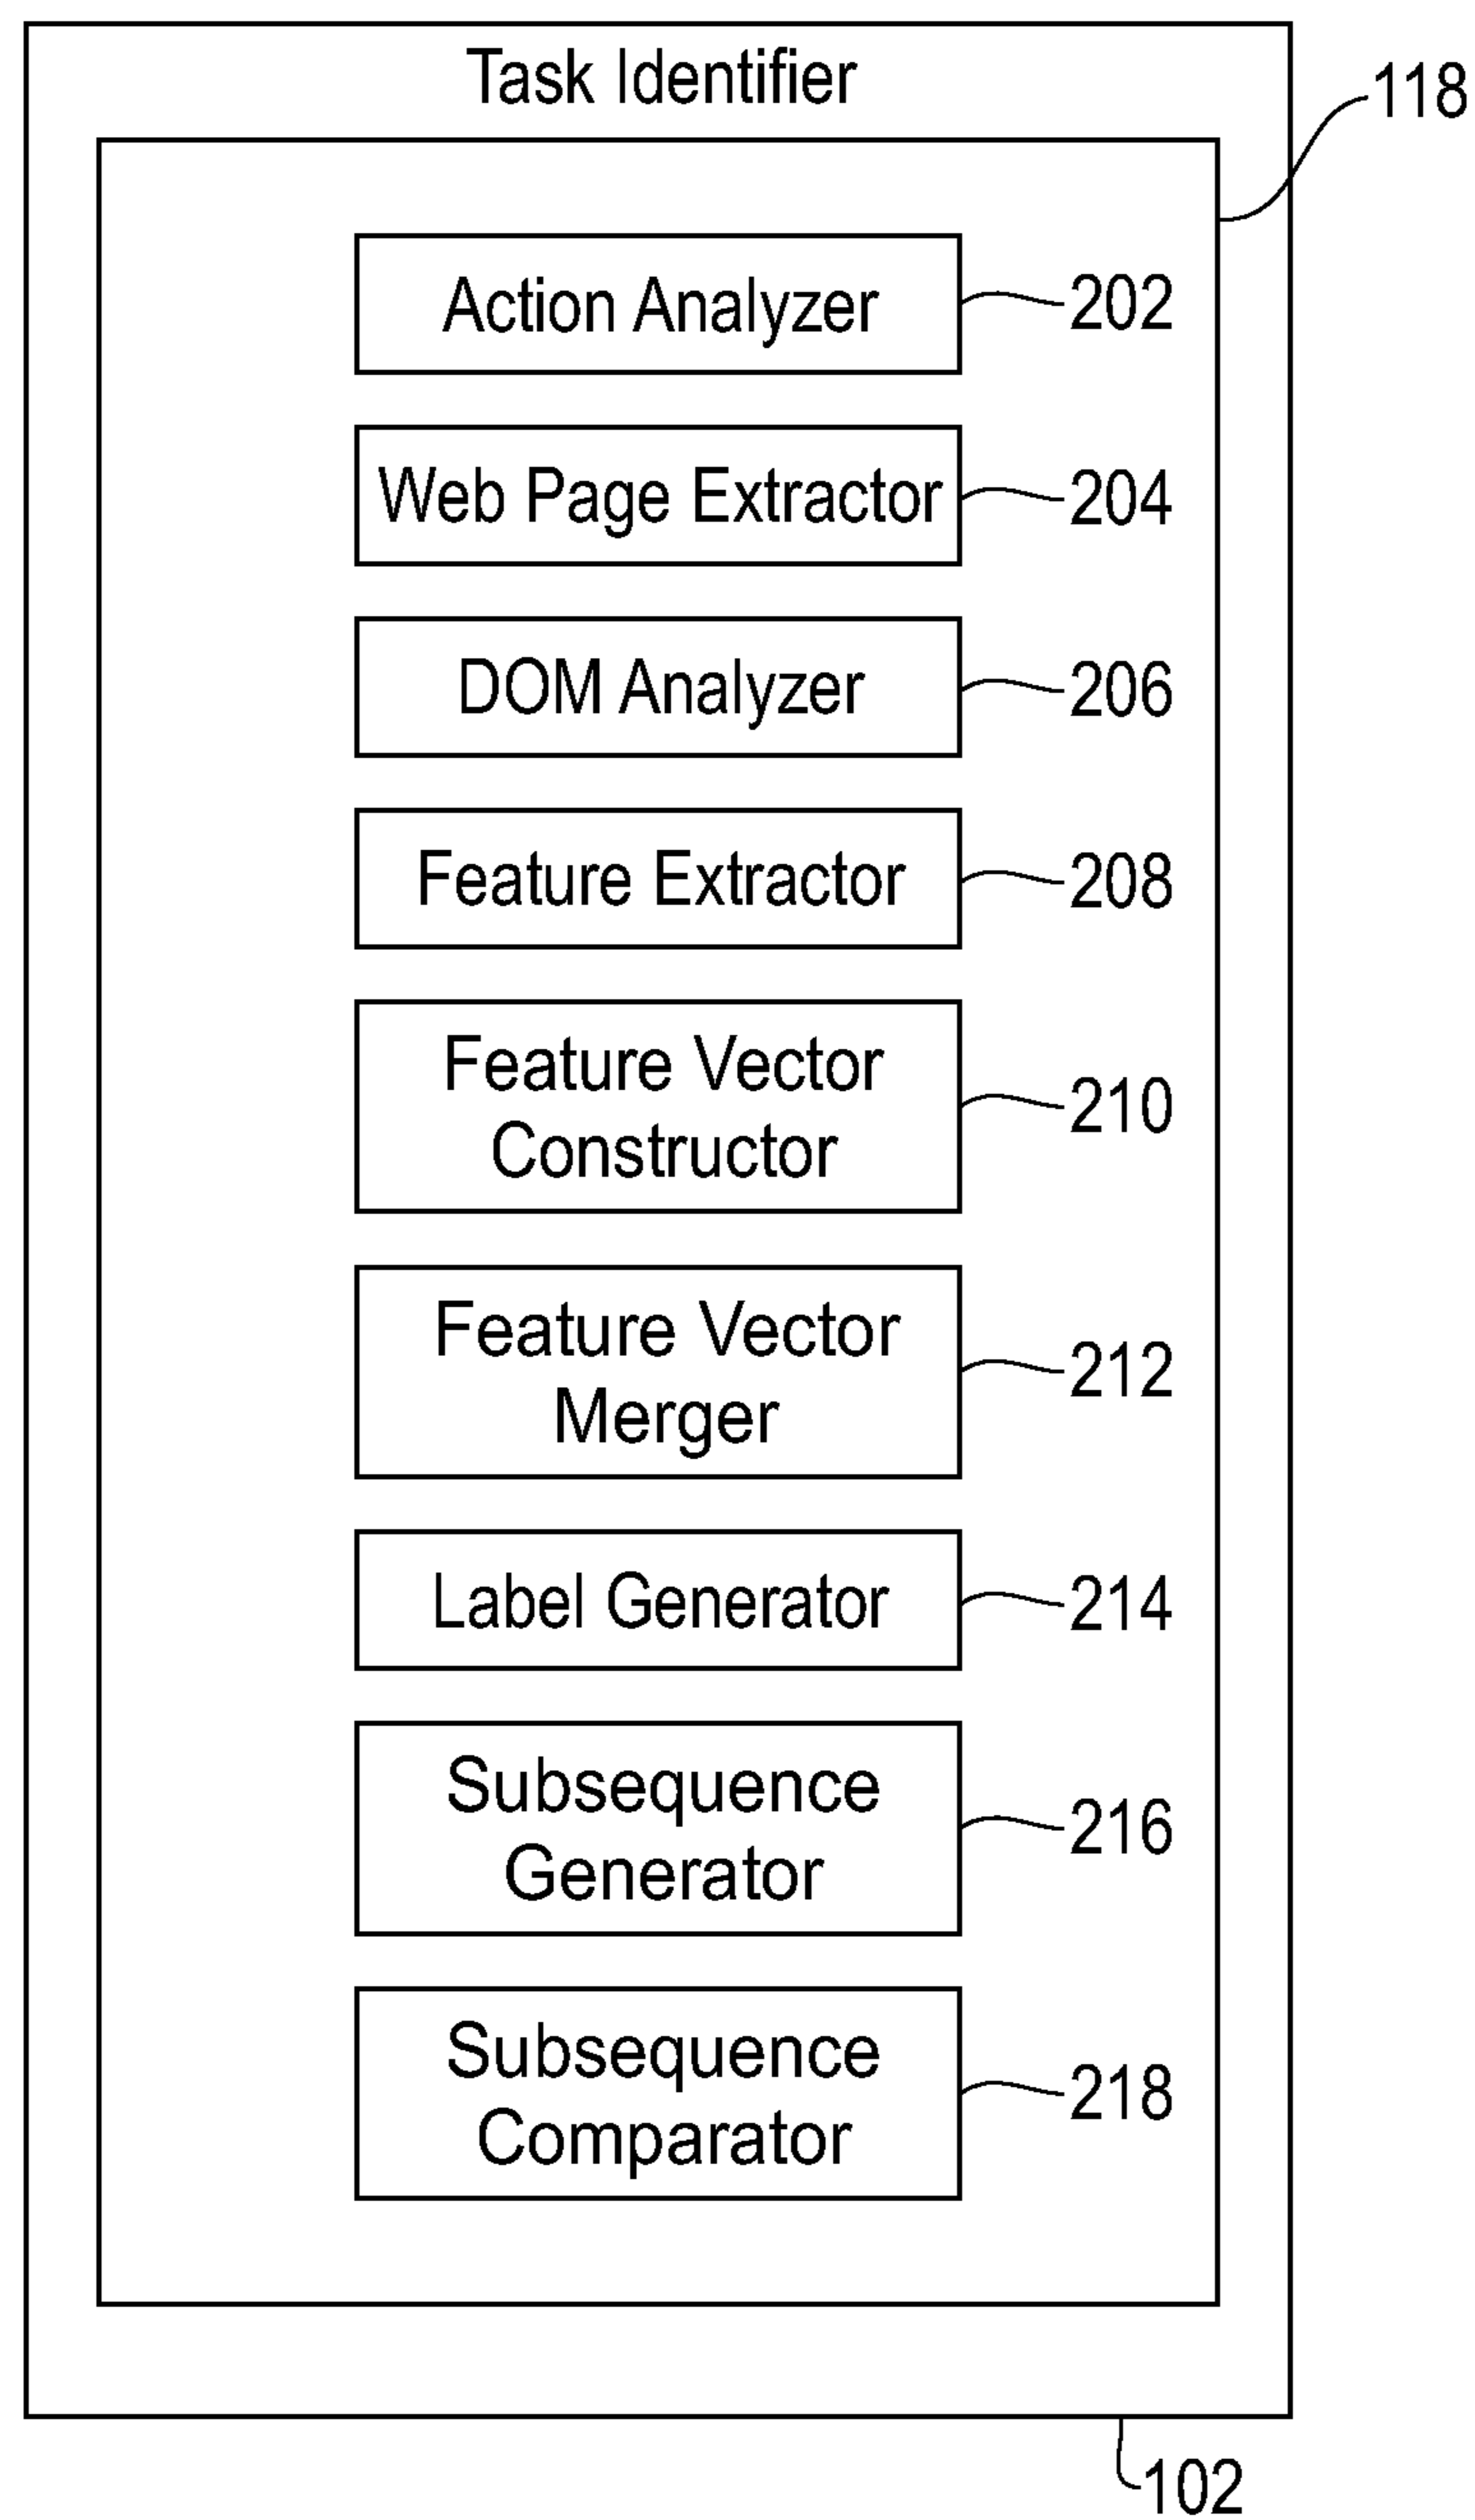 Task Identifier
118
Action Analyzer
202
Web Page Extractor
204
DOM Analyzer
206
Feature Extractor
208
Feature Vector
Constructor
210
Feature Vector
Merger
212
Label Generator
214
Subsequence
Generator
216
Subsequence
Comparator
218
102